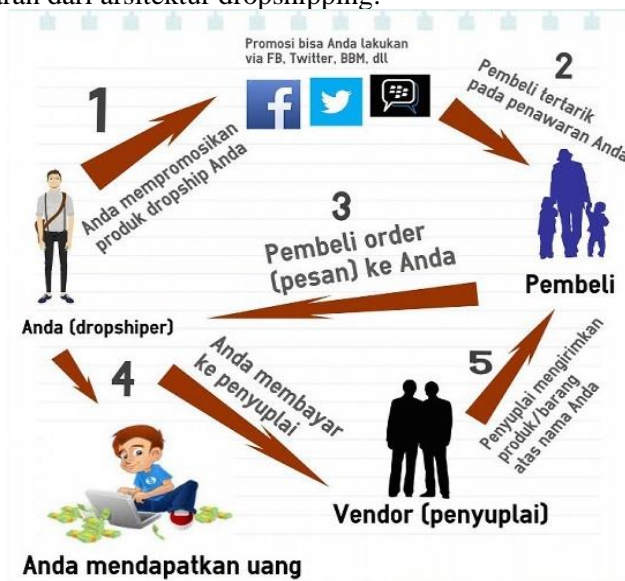 dari arsitektur dropshipping?
Promosi bisa Anda lakukan
via FB, Twitter, BBM, dll
1
Anda mempromosikan
produk dropship Anda
2
Pembeli tertarik
pada penawaran Anda
3
Pembeli order
(pesan) ke Anda
Pembeli
Anda (dropshiper)
4
Anda membayar
ke penyuplai
5
Penyuplai mengirimkan
produk/barang
atas nama Anda
Vendor (penyuplai)
Anda mendapatkan uang